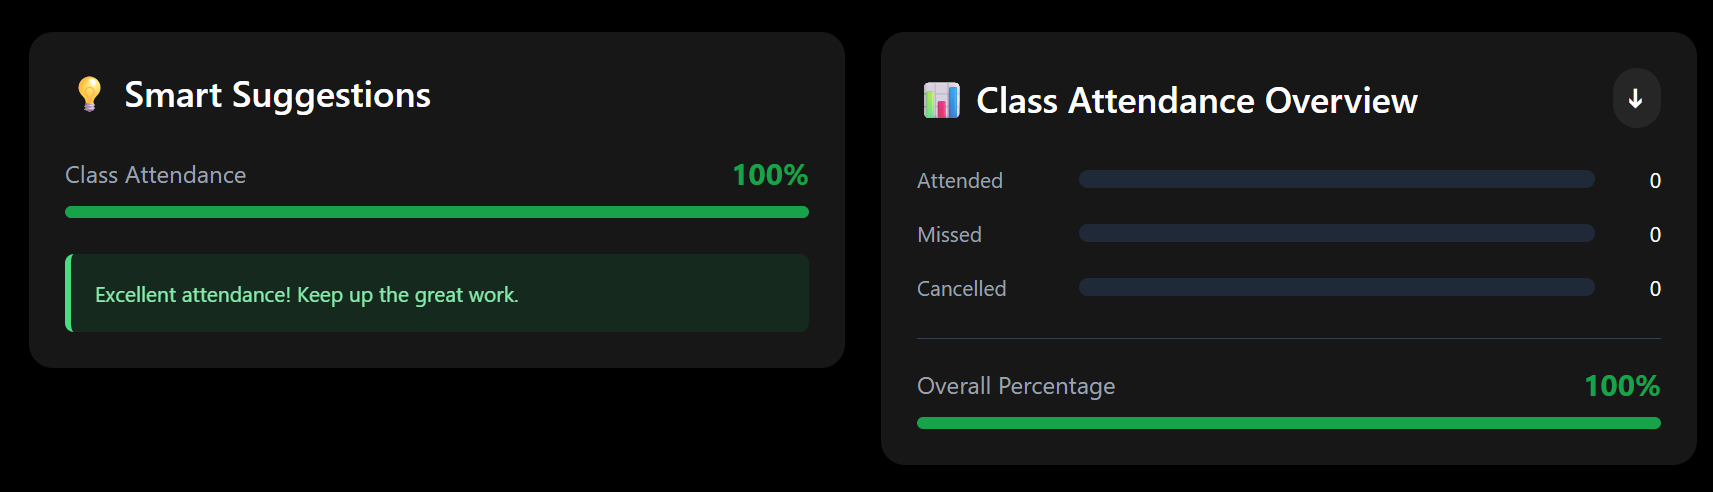 Smart Suggestions
Class Attendance 100%
Excellent attendance! Keep up the great work.
Class Attendance Overview
Attended 0
Missed 0
Cancelled 0
Overall Percentage 100%